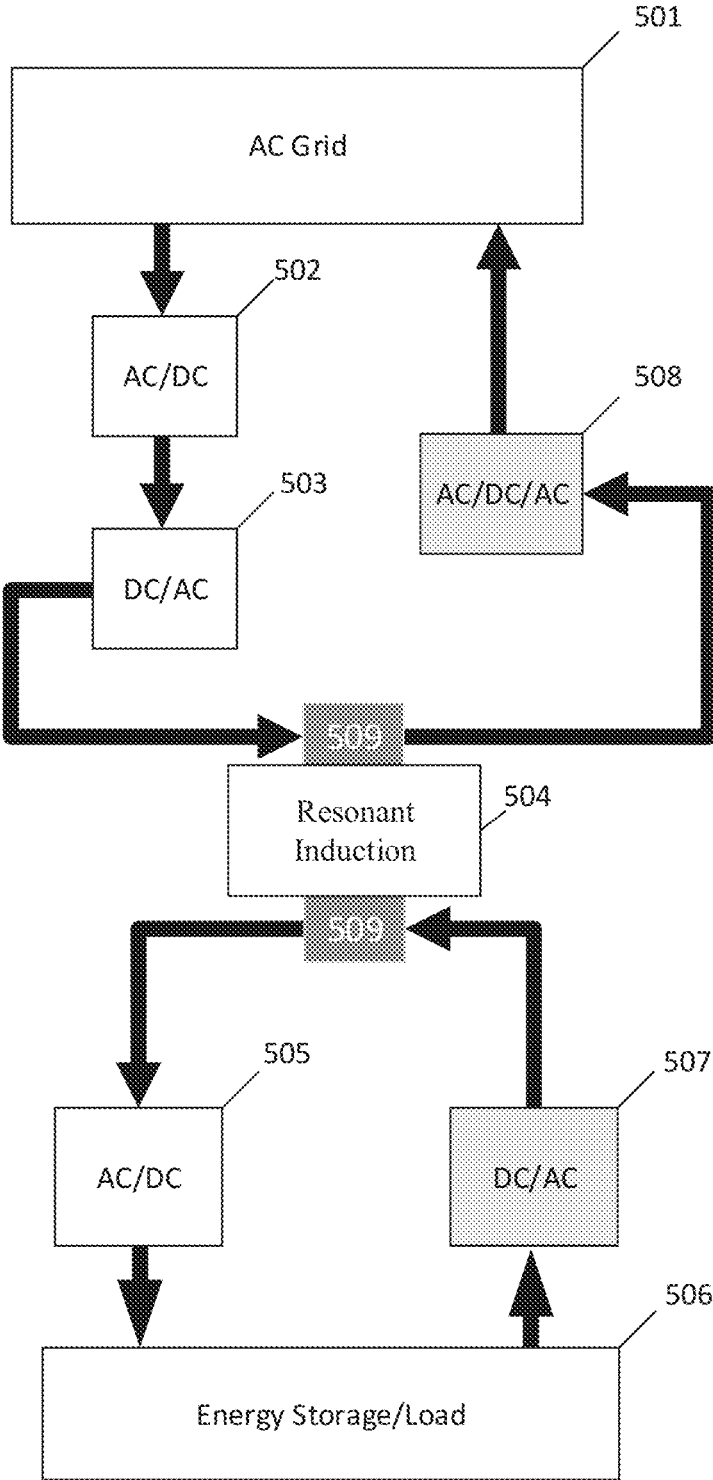 501
AC Grid
502
AC/DC
508
AC/DC/AC
503
DC/AC
509
504
Resonant
Induction
509
505
AC/DC
507
DC/AC
506
Energy Storage/Load